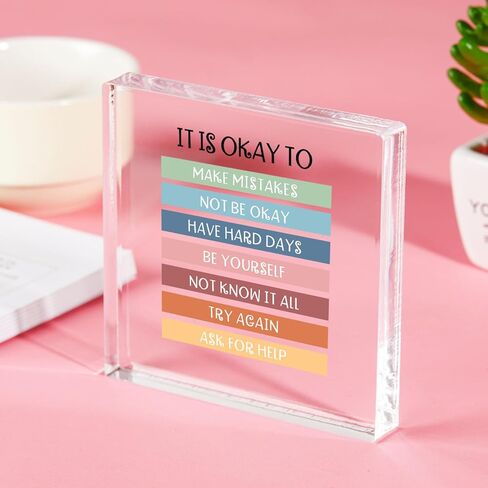 IT IS OKAY TO
MAKE MISTAKES
NOT BE OKAY
HAVE HARD DAYS
BE YOURSELF
NOT KNOW IT ALL
TRY AGAIN
ASK FOR HELP
YO